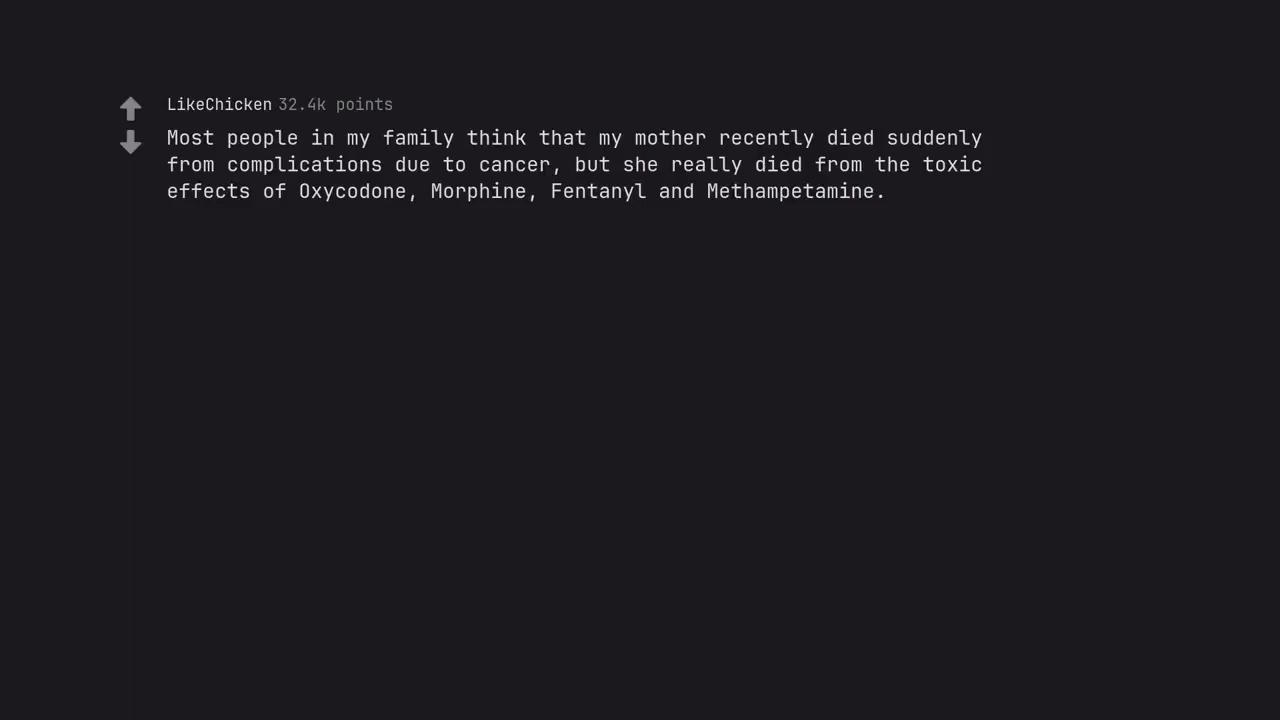 LikeChicken 32.4k points
Most people in my family think that my mother recently died suddenly
from complications due to cancer, but she really died from the toxic
effects of Oxycodone, Morphine, Fentanyl and Methampetamine.